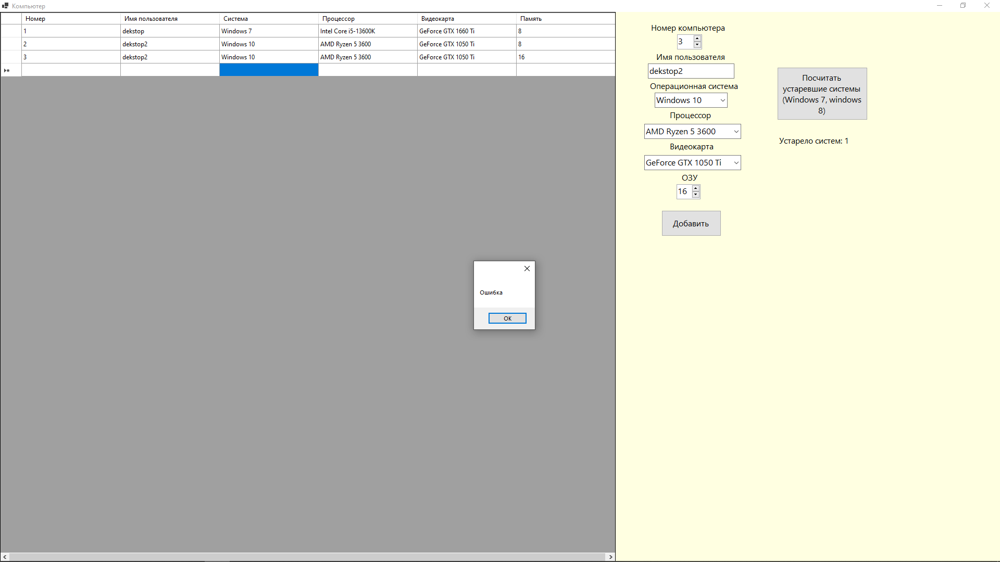 Компьютер
Номер Имя пользователя Система Процессор Видеокарта Память
1 dekstop Windows 7 Intel Core i5-13600K GeForce GTX 1660 Ti 8
2 dekstop2 Windows 10 AMD Ryzen 5 3600 GeForce GTX 1050 Ti 8
3 dekstop2 Windows 10 AMD Ryzen 5 3600 GeForce GTX 1050 Ti 16
Номер компьютера
3
Имя пользователя
dekstop2
Операционная система
Windows 10
Процессор
AMD Ryzen 5 3600
Видеокарта
GeForce GTX 1050 Ti
ОЗУ
16
Добавить
Посчитать
устаревшие системы
(Windows 7, windows
8)
Устарело систем: 1
Ошибка
ОК